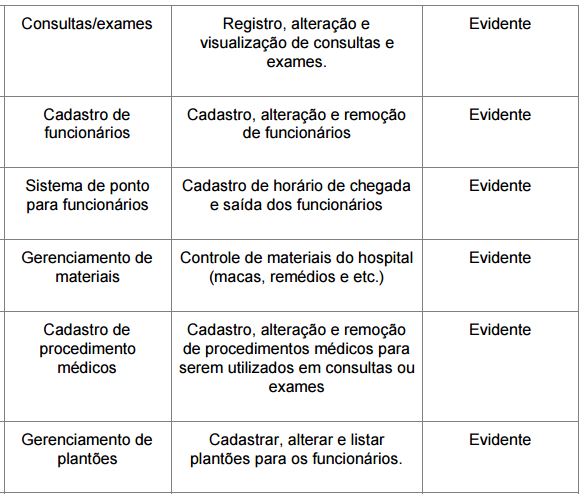 Consultas/exames
Registro, alteração e
visualização de consultas e
exames.
Evidente
Cadastro de
funcionários
Cadastro, alteração e remoção
de funcionários
Evidente
Sistema de ponto
para funcionários
Cadastro de horário de chegada
e saída dos funcionários
Evidente
Gerenciamento de
materiais
Controle de materiais do hospital
(macas, remédios e etc.)
Evidente
Cadastro de
procedimento
médicos
Cadastro, alteração e remoção
de procedimentos médicos para
serem utilizados em consultas ou
exames
Evidente
Gerenciamento de
plantões
Cadastrar, alterar e listar
plantões para os funcionários.
Evidente